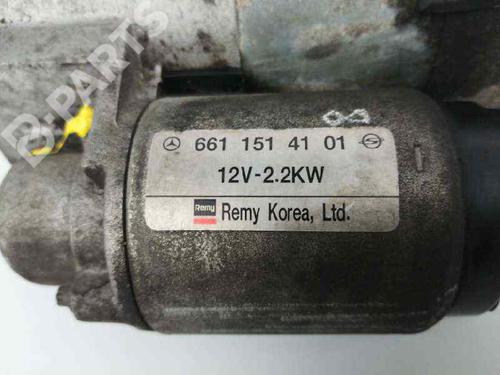 B-PARTS
661 151 41 01
12V-2.2KW
Remy Remy Korea, Ltd.